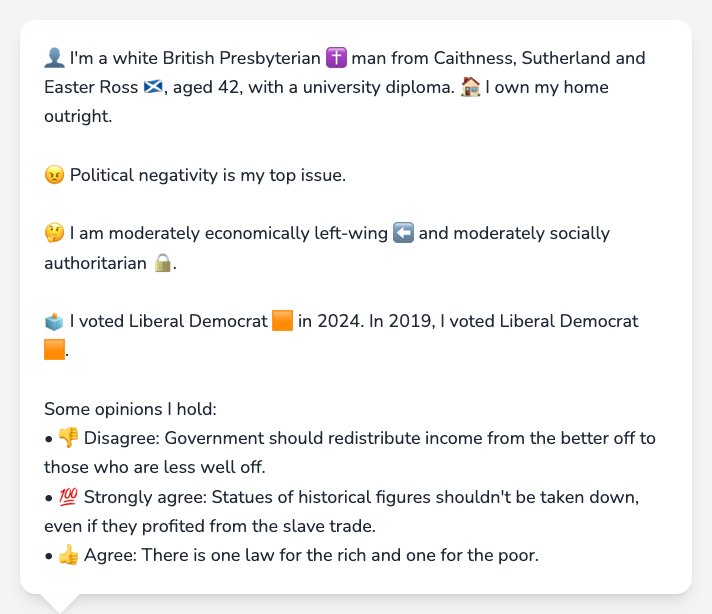 👤 I'm a white British Presbyterian ✝️ man from Caithness, Sutherland and
Easter Ross 🏴󠁧󠁢󠁳󠁣󠁴󠁿, aged 42, with a university diploma. 🏠 I own my home
outright.
😠 Political negativity is my top issue.
🤔 I am moderately economically left-wing ⬅️ and moderately socially
authoritarian 🔒.
🗳️ I voted Liberal Democrat 🟧 in 2024. In 2019, I voted Liberal Democrat
🟧.
Some opinions I hold:
• 👎 Disagree: Government should redistribute income from the better off to
those who are less well off.
• 💯 Strongly agree: Statues of historical figures shouldn't be taken down,
even if they profited from the slave trade.
• 👍 Agree: There is one law for the rich and one for the poor.